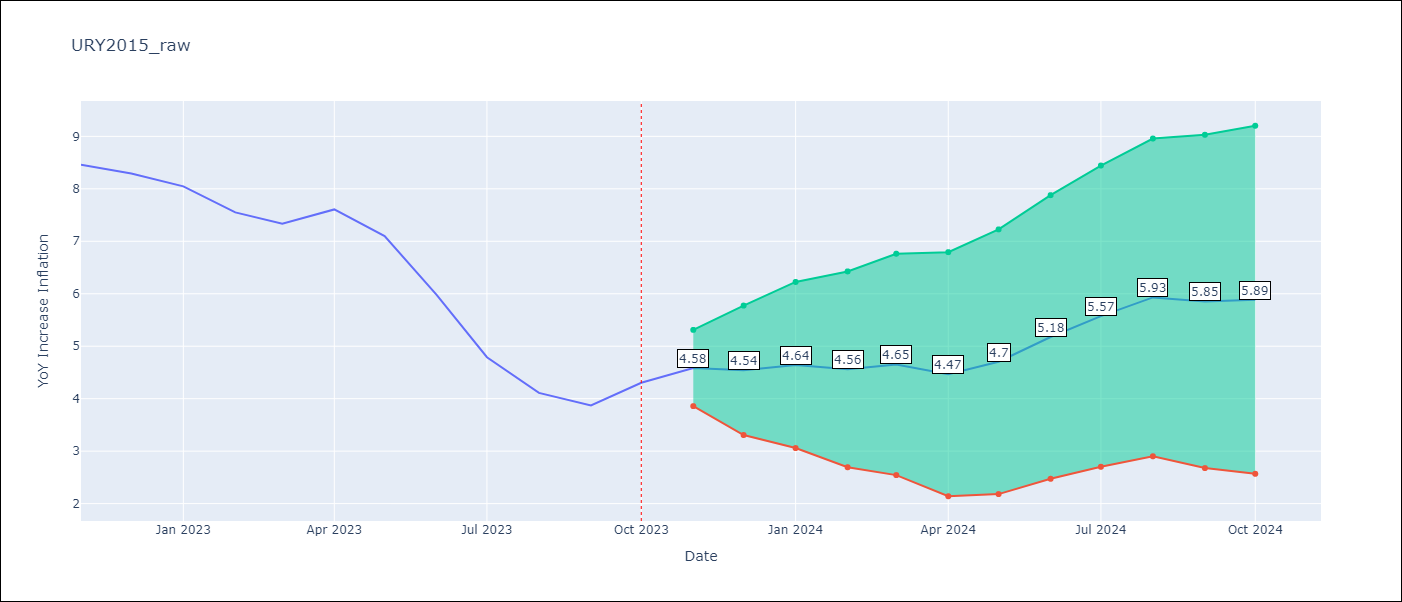 URY2015_raw
YoY Increase Inflation
9
8
7
6
5
4
3
2
4.58
4.54
4.64
4.56
4.65
4.47
4.7
5.18
5.57
5.93
5.85
5.89
Jan 2023
Apr 2023
Jul 2023
Oct 2023
Jan 2024
Apr 2024
Jul 2024
Oct 2024
Date